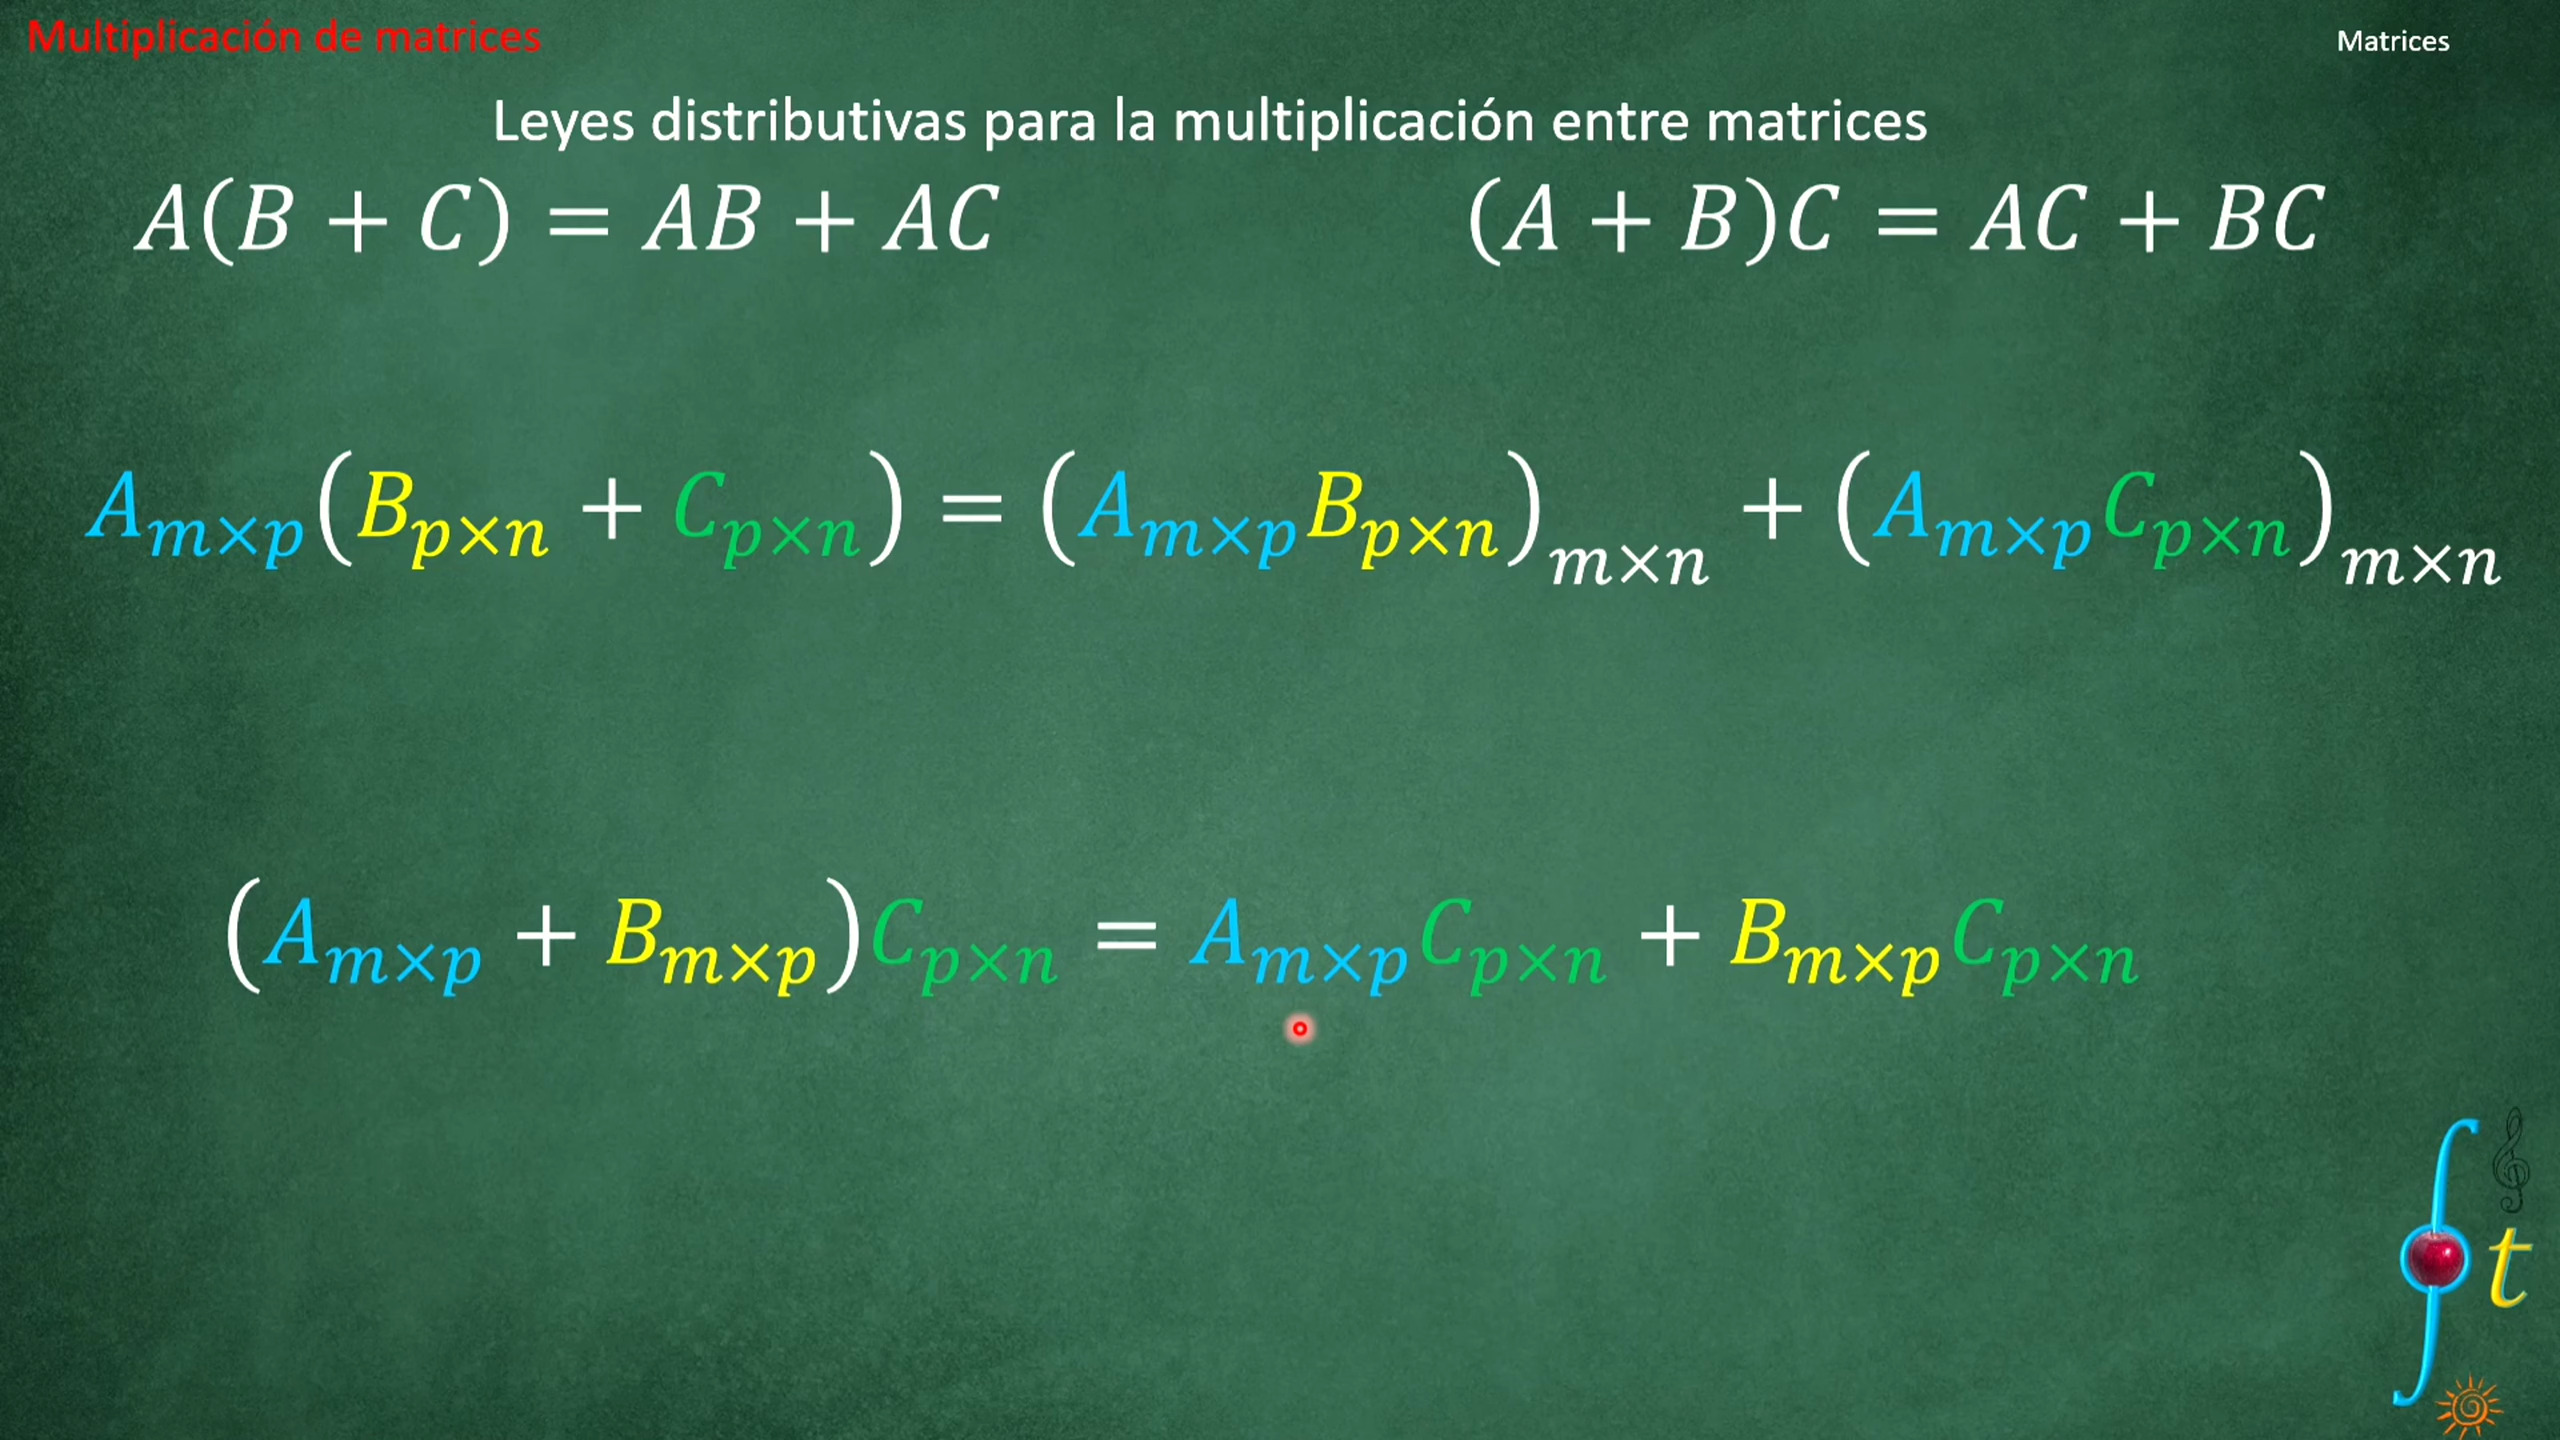 Multiplicación de matrices
Matrices
Leyes distributivas para la multiplicación entre matrices
A(B + C) = AB + AC
(A + B)C = AC + BC
A_{m×p}(B_{p×n} + C_{p×n}) = (A_{m×p}B_{p×n})_{m×n} + (A_{m×p}C_{p×n})_{m×n}
(A_{m×p} + B_{m×p})C_{p×n} = A_{m×p}C_{p×n} + B_{m×p}C_{p×n}
t